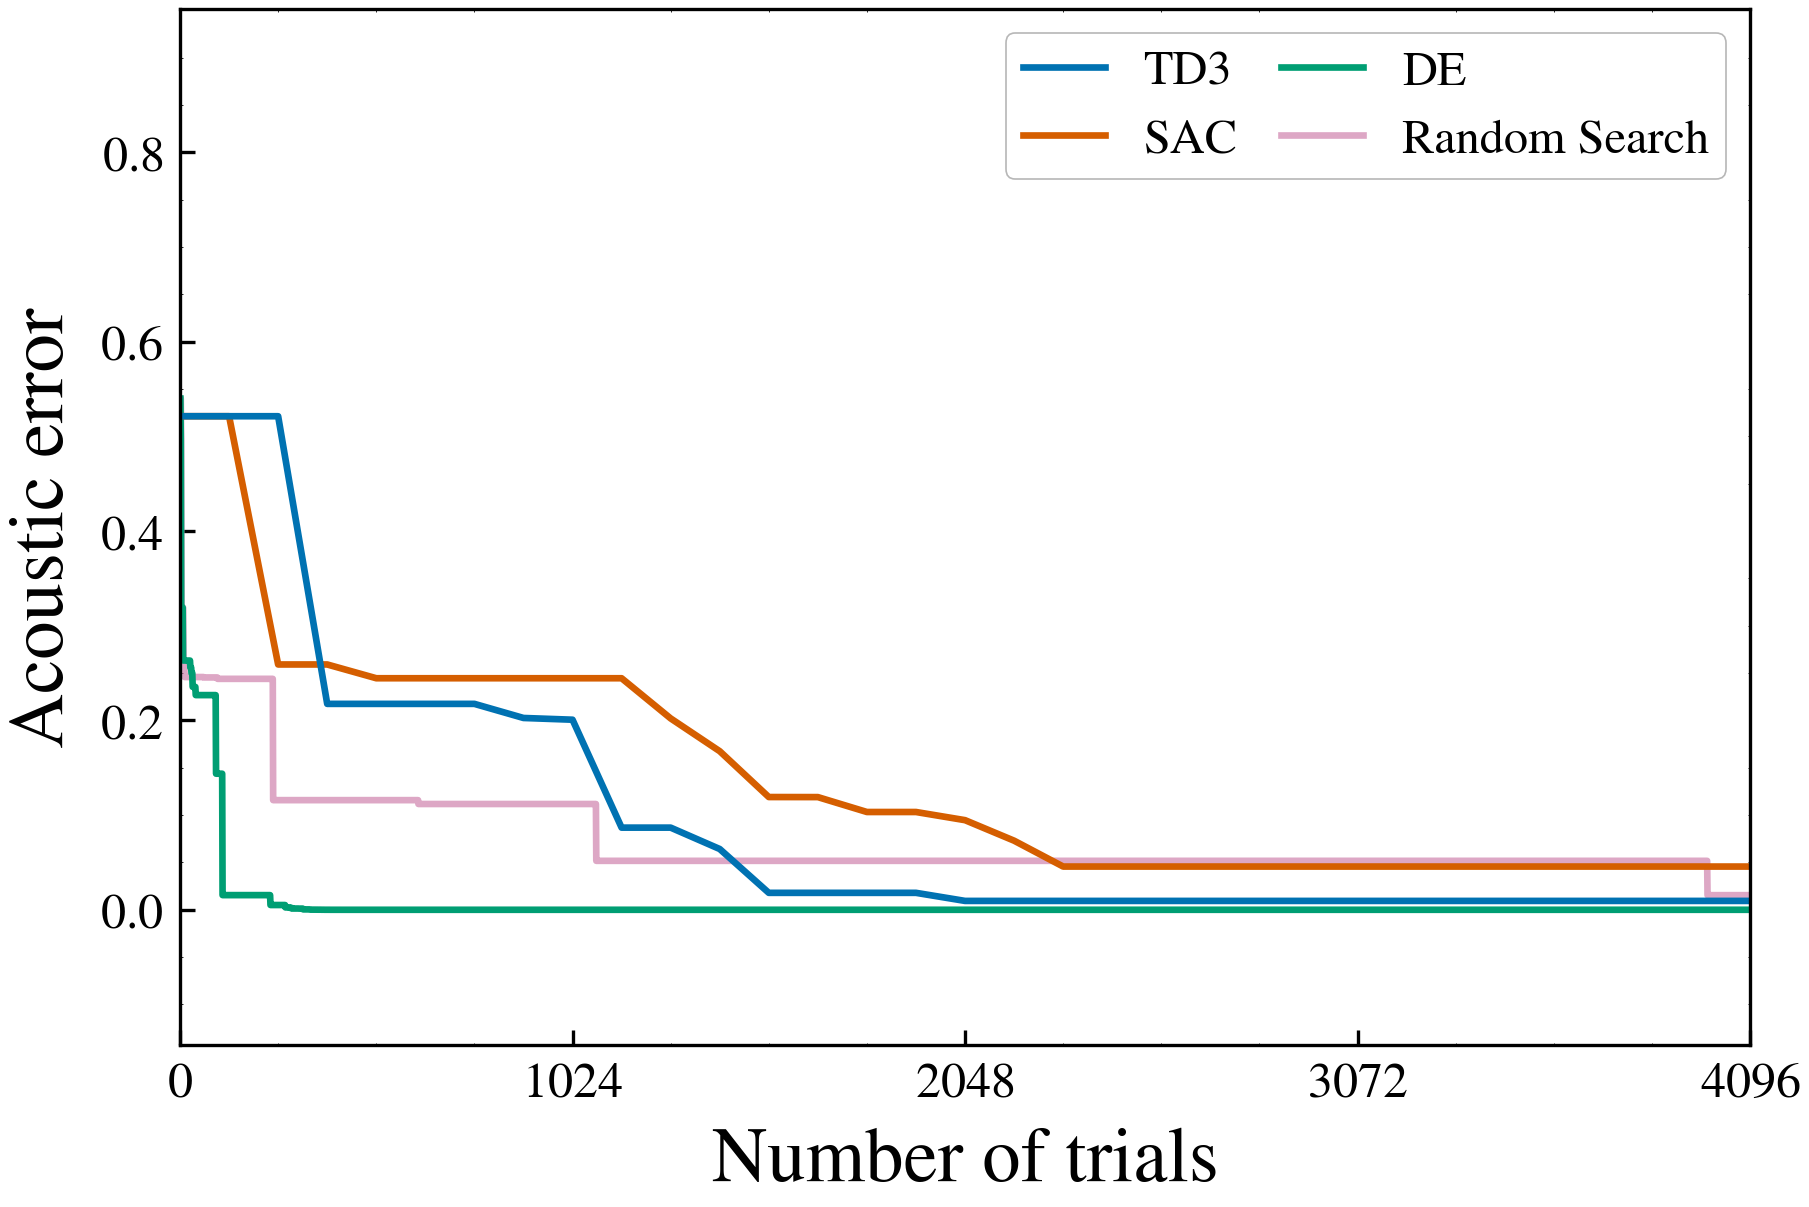 TD3 DE
SAC Random Search
0.8
0.6
0.4
0.2
0.0
Acoustic error
0 1024 2048 3072 4096
Number of trials